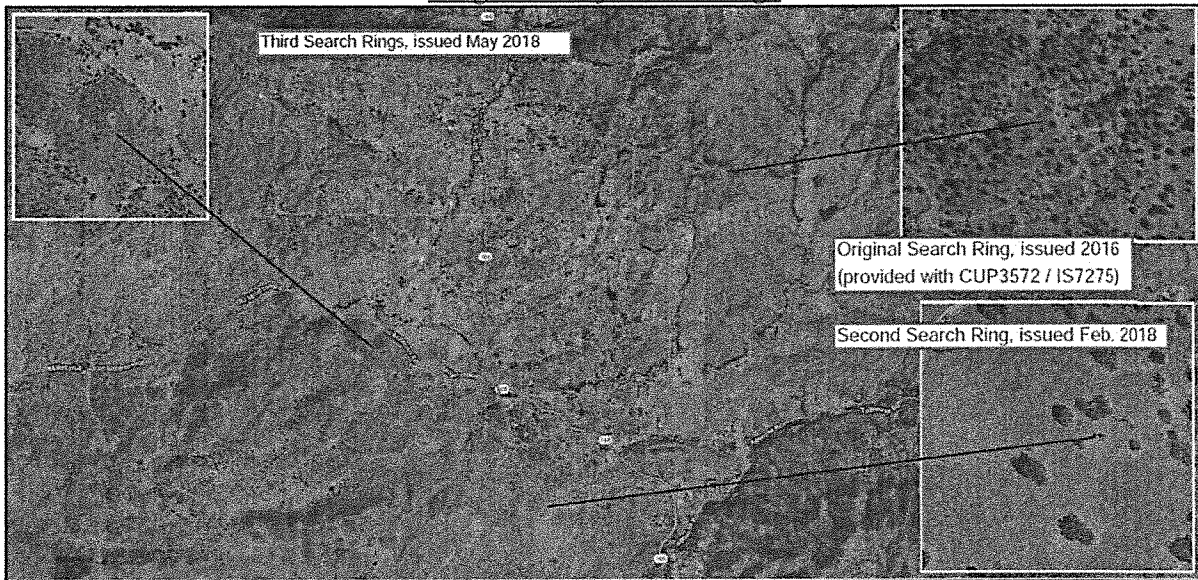 Third Search Rings, issued May 2018
Original Search Ring, issued 2016
(provided with CUP3572 / IS7275)
Second Search Ring, issued Feb. 2018